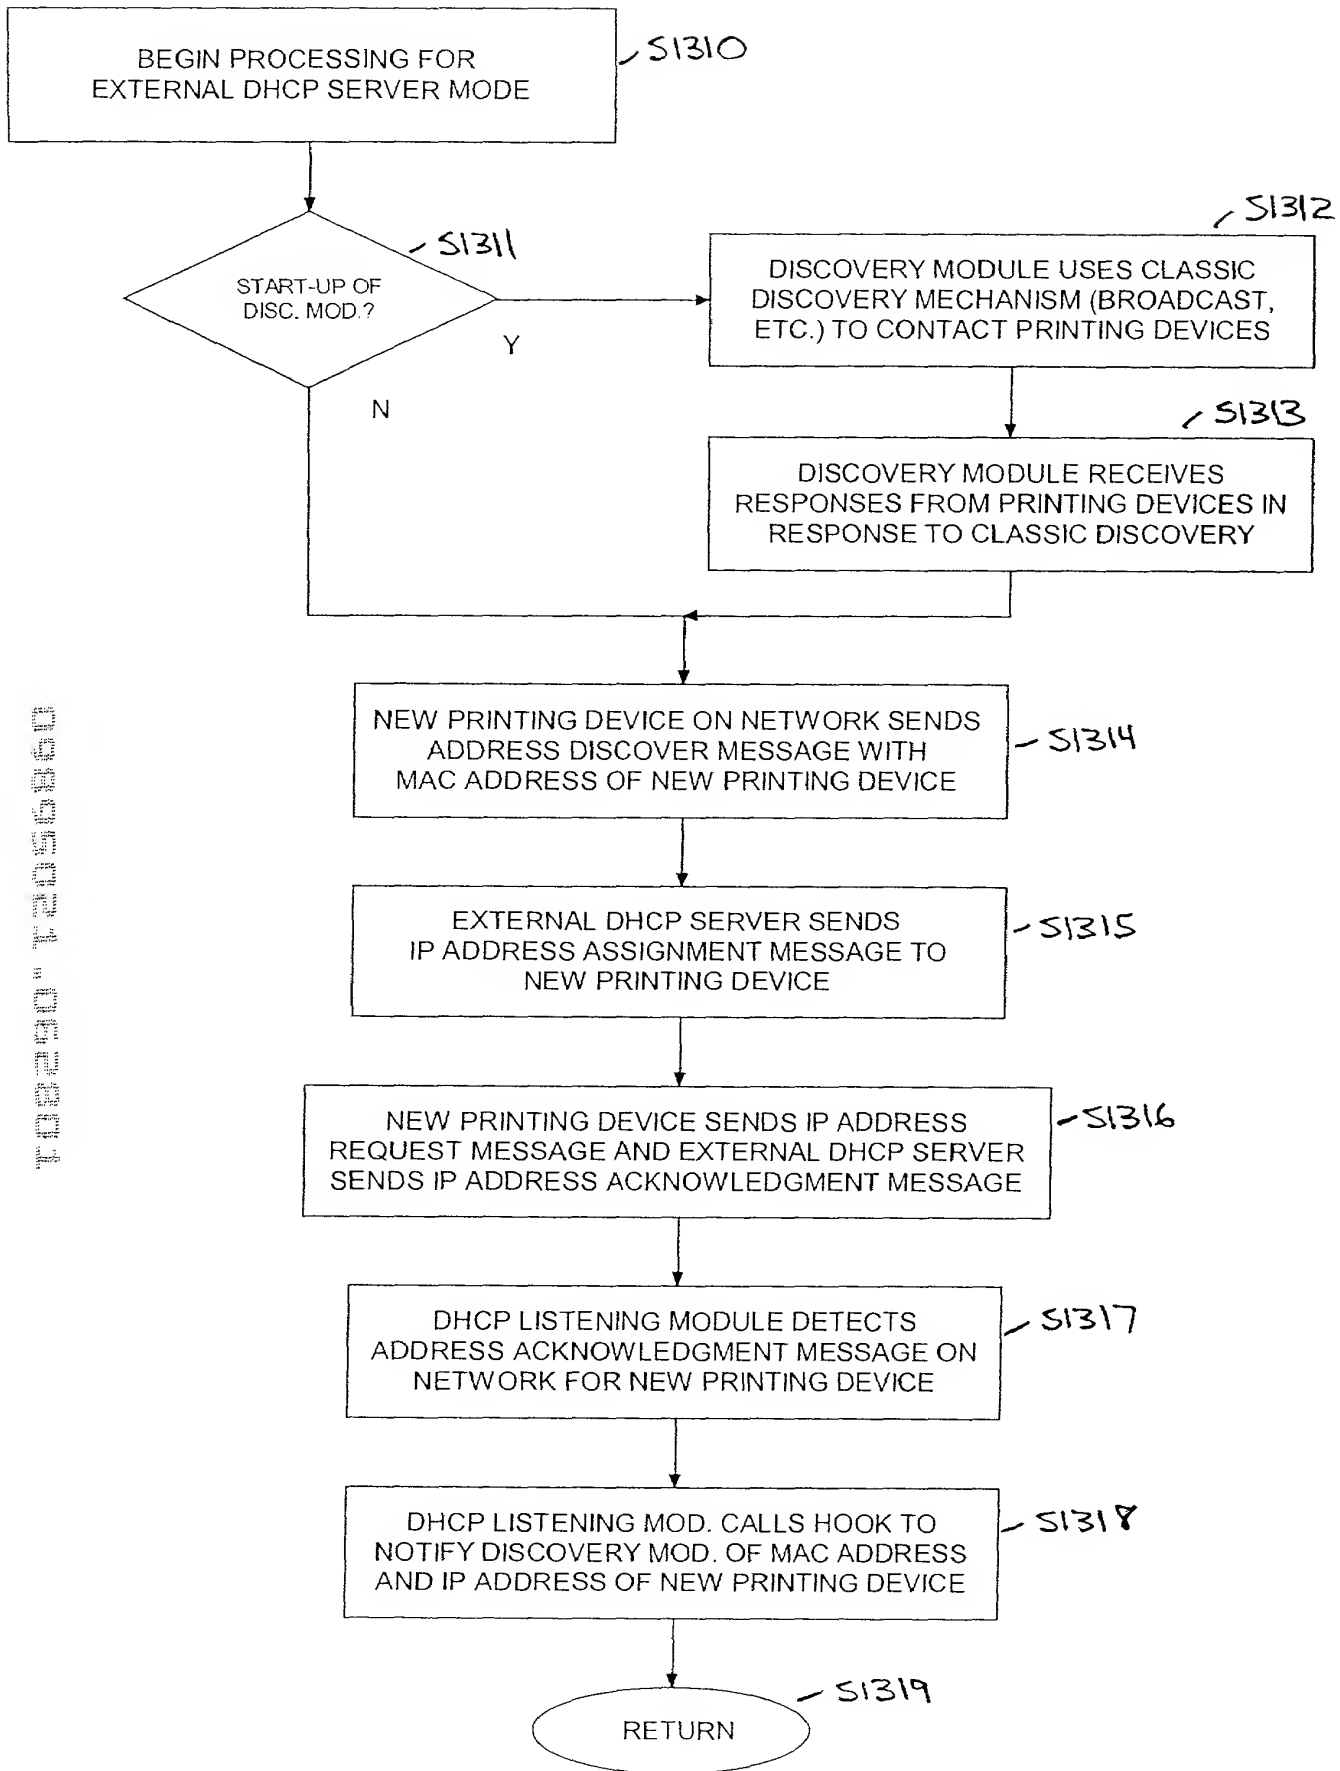 BEGIN PROCESSING FOR
EXTERNAL DHCP SERVER MODE
S1310
START-UP OF
DISC. MOD.?
S1311
Y
N
DISCOVERY MODULE USES CLASSIC
DISCOVERY MECHANISM (BROADCAST,
ETC.) TO CONTACT PRINTING DEVICES
S1312
DISCOVERY MODULE RECEIVES
RESPONSES FROM PRINTING DEVICES IN
RESPONSE TO CLASSIC DISCOVERY
S1313
NEW PRINTING DEVICE ON NETWORK SENDS
ADDRESS DISCOVER MESSAGE WITH
MAC ADDRESS OF NEW PRINTING DEVICE
S1314
EXTERNAL DHCP SERVER SENDS
IP ADDRESS ASSIGNMENT MESSAGE TO
NEW PRINTING DEVICE
S1315
NEW PRINTING DEVICE SENDS IP ADDRESS
REQUEST MESSAGE AND EXTERNAL DHCP SERVER
SENDS IP ADDRESS ACKNOWLEDGMENT MESSAGE
S1316
DHCP LISTENING MODULE DETECTS
ADDRESS ACKNOWLEDGMENT MESSAGE ON
NETWORK FOR NEW PRINTING DEVICE
S1317
DHCP LISTENING MOD. CALLS HOOK TO
NOTIFY DISCOVERY MOD. OF MAC ADDRESS
AND IP ADDRESS OF NEW PRINTING DEVICE
S1318
RETURN
S1319